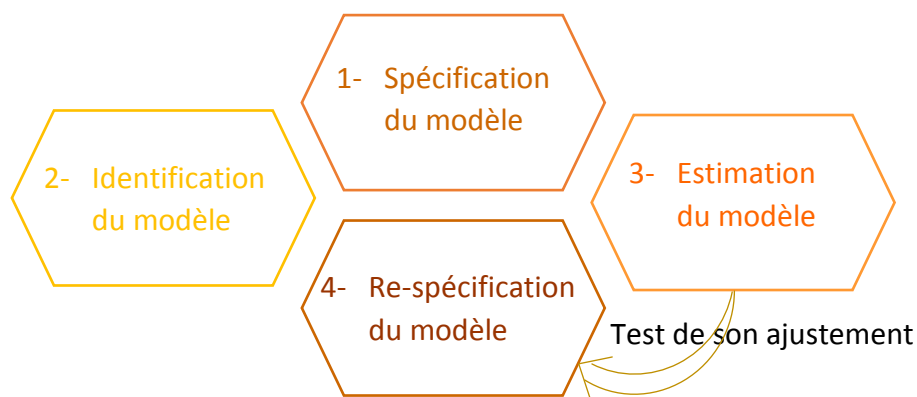 1- Spécification
du modèle
2- Identification
du modèle
3- Estimation
du modèle
4- Re-spécification
du modèle
Test de son ajustement